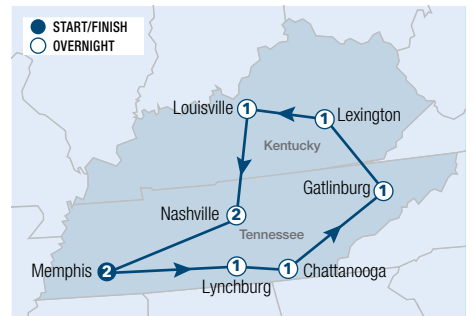 START/FINISH
OVERNIGHT
Louisville
1
1
Lexington
Kentucky
Gatlinburg
1
Nashville
2
Tennessee
Memphis
2
1
1
Chattanooga
Lynchburg